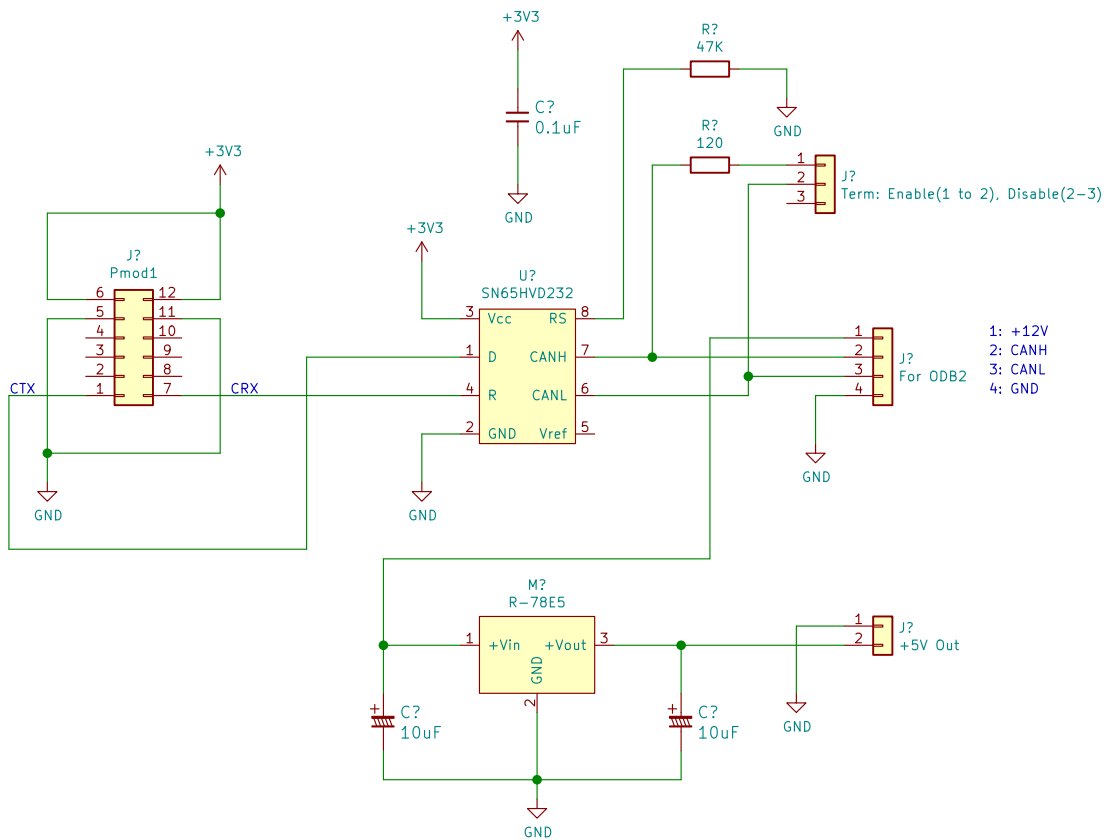 +3V3
C?
0.1uF
GND
R?
47K
GND
R?
120
1
2
3
J?
Term: Enable(1 to 2), Disable(2-3)
+3V3
J?
Pmod1
6
5
4
3
2
1
12
11
10
9
8
7
CTX
CRX
GND
+3V3
U?
SN65HVD232
3
1
4
2
Vcc
D
R
GND
RS
CANH
CANL
Vref
8
7
6
5
GND
1
2
3
4
J?
For ODB2
GND
1: +12V
2: CANH
3: CANL
4: GND
M?
R-78E5
1
+Vin
+Vout
3
GND
2
+
C?
10uF
+
C?
10uF
GND
1
2
J?
+5V Out
GND